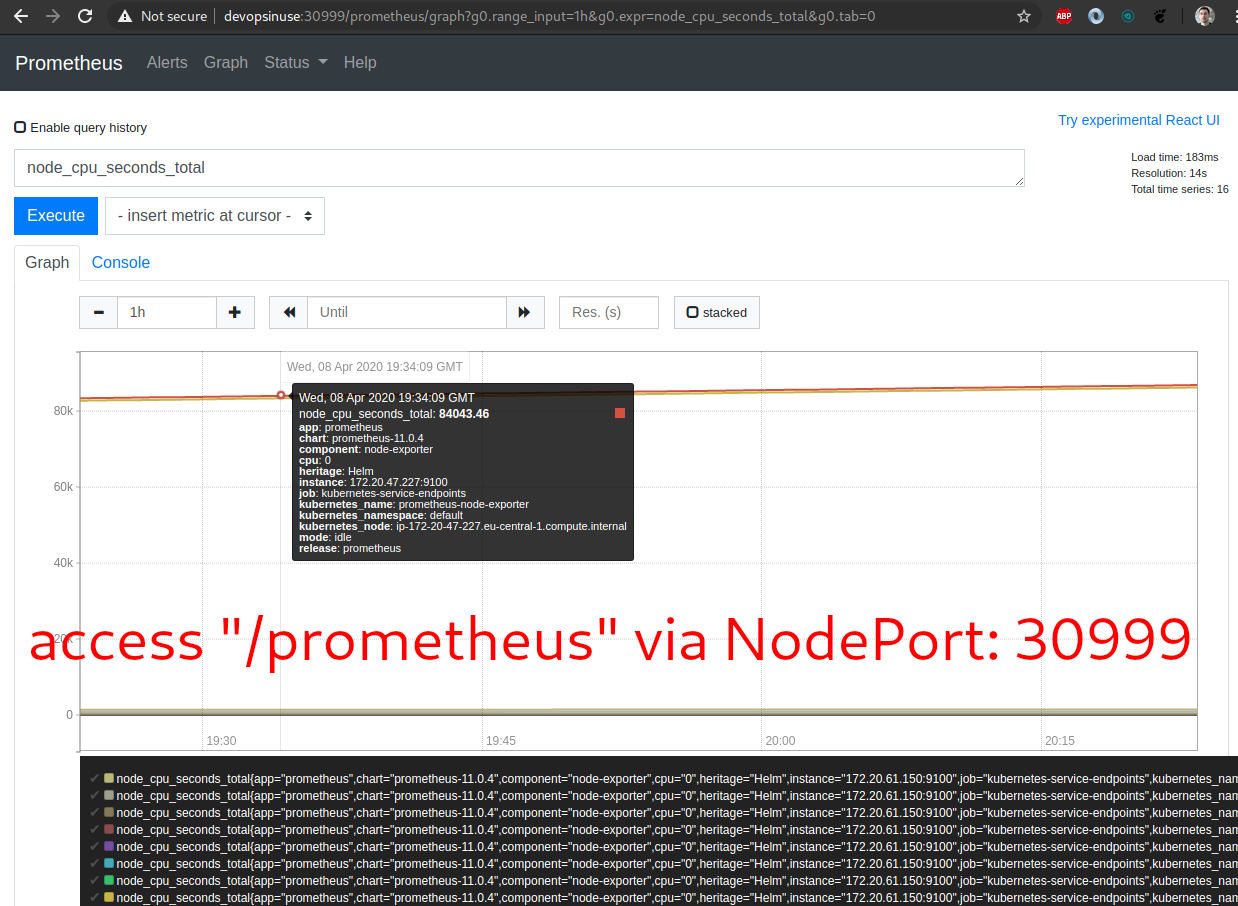 Not secure | devopsinuse:30999/prometheus/graph?g0.range_input=1h&g0.expr=node_cpu_seconds_total&g0.tab=0
ABP
Prometheus Alerts Graph Status Help
Enable query history
Try experimental React UI
node_cpu_seconds_total
Load time: 183ms
Resolution: 14s
Total time series: 16
Execute
- insert metric at cursor -
Graph Console
1h
Until
Res. (s)
stacked
Wed, 08 Apr 2020 19:34:09 GMT
Wed, 08 Apr 2020 19:34:09 GMT
node_cpu_seconds_total: 84043.46
app: prometheus
chart: prometheus-11.0.4
component: node-exporter
cpu: 0
heritage: Helm
instance: 172.20.47.227:9100
job: kubernetes-service-endpoints
kubernetes_name: prometheus-node-exporter
kubernetes_namespace: default
kubernetes_node: ip-172-20-47-227.eu-central-1.compute.internal
mode: idle
release: prometheus
80k
60k
40k
20k
access "/prometheus" via NodePort: 30999
0
19:30 19:45 20:00 20:15
node_cpu_seconds_total{app="prometheus",chart="prometheus-11.0.4",component="node-exporter",cpu="0",heritage="Helm",instance="172.20.61.150:9100",job="kubernetes-service-endpoints",kubernetes_nam
node_cpu_seconds_total{app="prometheus",chart="prometheus-11.0.4",component="node-exporter",cpu="0",heritage="Helm",instance="172.20.61.150:9100",job="kubernetes-service-endpoints",kubernetes_nam
node_cpu_seconds_total{app="prometheus",chart="prometheus-11.0.4",component="node-exporter",cpu="0",heritage="Helm",instance="172.20.61.150:9100",job="kubernetes-service-endpoints",kubernetes_nam
node_cpu_seconds_total{app="prometheus",chart="prometheus-11.0.4",component="node-exporter",cpu="0",heritage="Helm",instance="172.20.61.150:9100",job="kubernetes-service-endpoints",kubernetes_nam
node_cpu_seconds_total{app="prometheus",chart="prometheus-11.0.4",component="node-exporter",cpu="0",heritage="Helm",instance="172.20.61.150:9100",job="kubernetes-service-endpoints",kubernetes_nam
node_cpu_seconds_total{app="prometheus",chart="prometheus-11.0.4",component="node-exporter",cpu="0",heritage="Helm",instance="172.20.61.150:9100",job="kubernetes-service-endpoints",kubernetes_nam
node_cpu_seconds_total{app="prometheus",chart="prometheus-11.0.4",component="node-exporter",cpu="0",heritage="Helm",instance="172.20.61.150:9100",job="kubernetes-service-endpoints",kubernetes_nam
node_cpu_seconds_total{app="prometheus",chart="prometheus-11.0.4",component="node-exporter",cpu="0",heritage="Helm",instance="172.20.61.150:9100",job="kubernetes-service-endpoints",kubernetes_nam